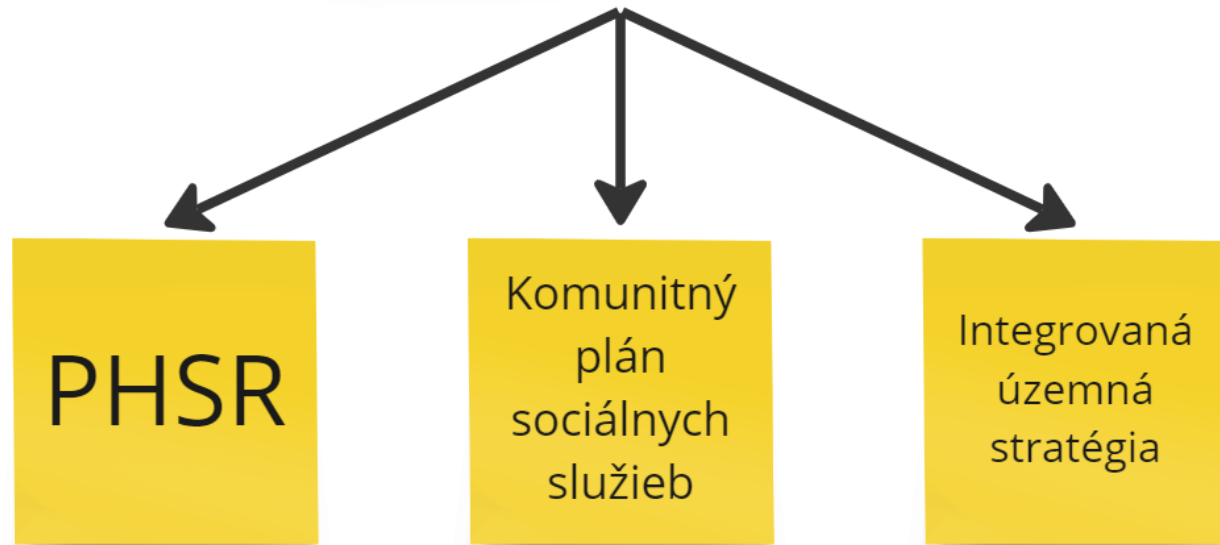 PHSR
Komunitný
plán
sociálnych
služieb
Integrovaná
územná
stratégia